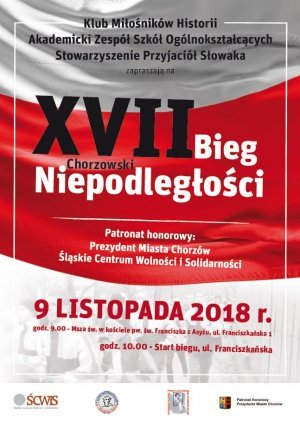 Klub Miłośników Historii
Akademicki Zespół Szkół Ogólnokształcących
Stowarzyszenie Przyjaciół Słowaka
zapraszają na
XVII Bieg
Chorzowski
Niepodległości
Patronat honorowy:
Prezydent Miasta Chorzów
Śląskie Centrum Wolności i Solidarności
9 LISTOPADA 2018 r.
godz. 9.00 - Msza św. w kościele pw. św. Franciszka z Asyżu, ul. Franciszkańska 1
godz. 10.00 - Start biegu, ul. Franciszkańska
ŚCWIS
Patronat Honorowy
Prezydenta Miasta Chorzów